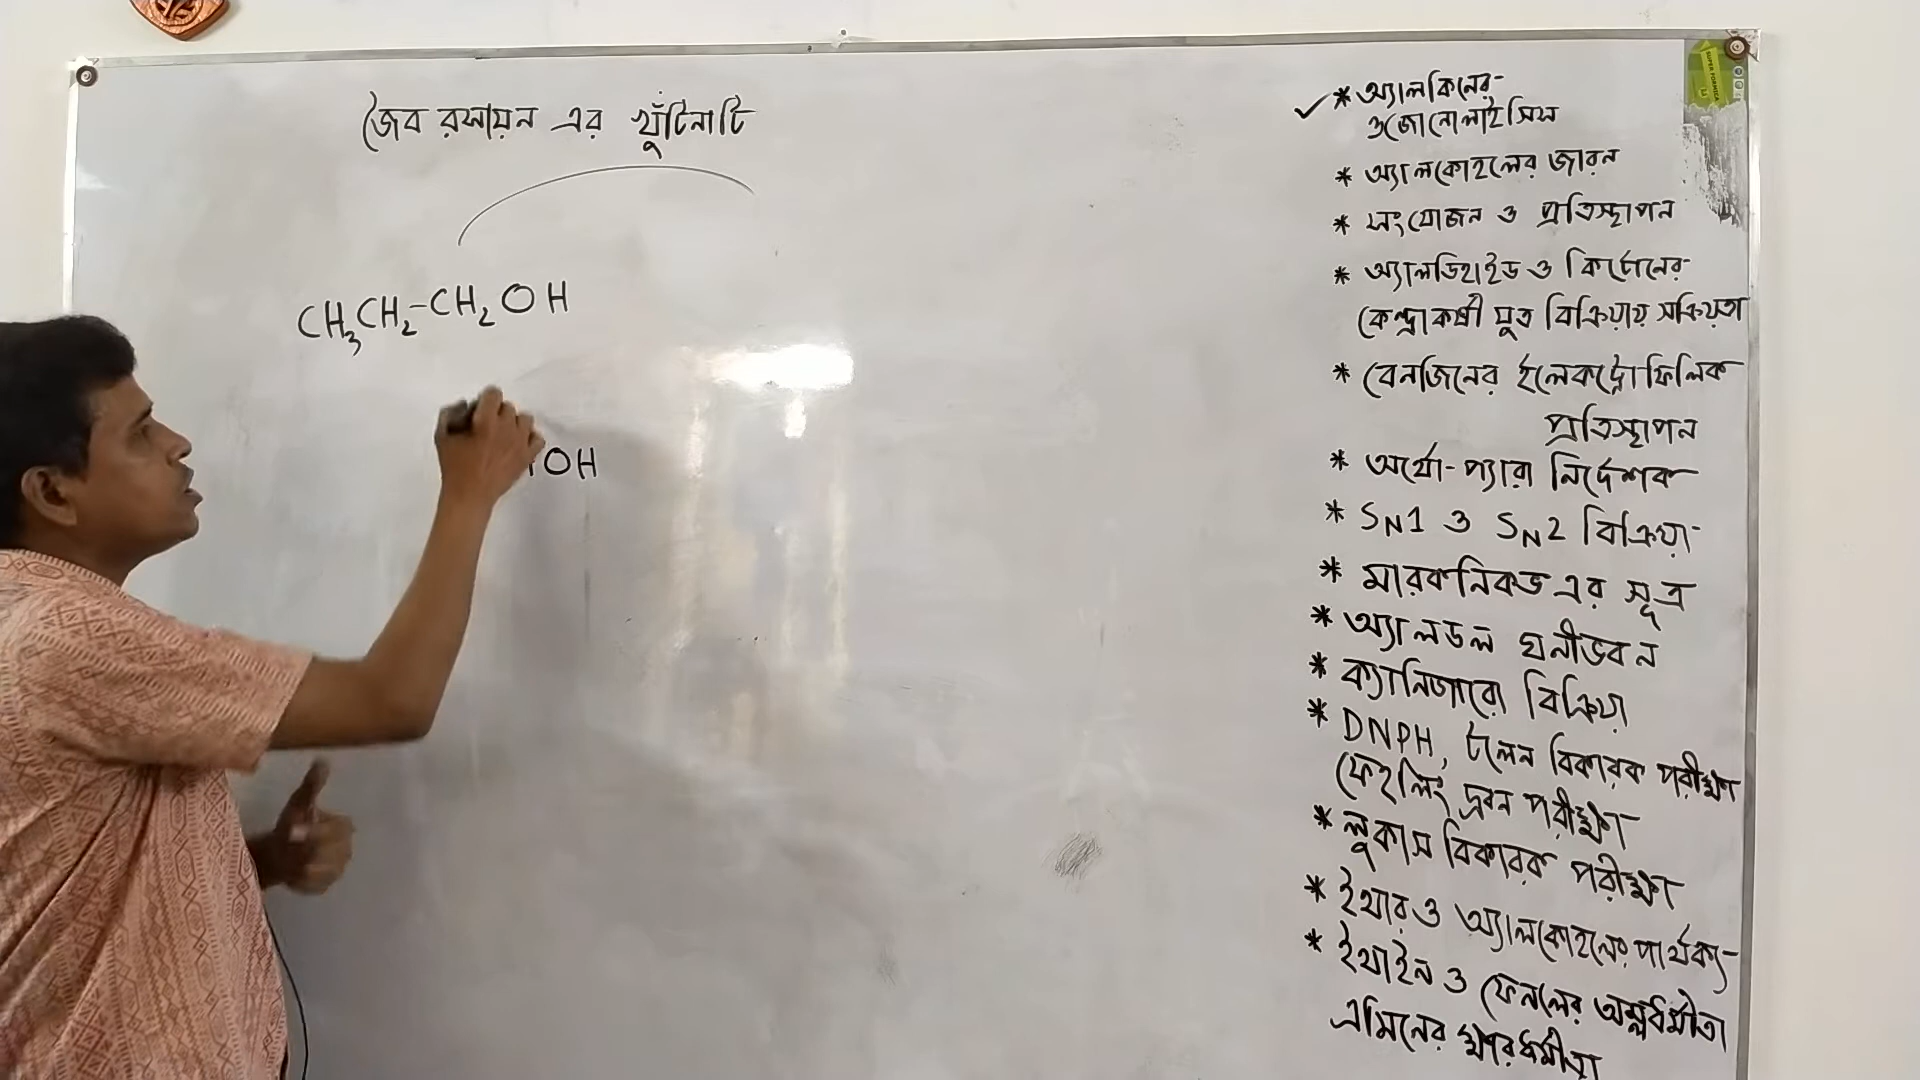 জৈব রসায়ন এর খুঁটিনাটি
CH₃CH₂-CH₂OH
OH
* অ্যালকিনের
ওজোনোলাইসিস
* অ্যালকোহলের জারন
* সংযোজন ও প্রতিস্থাপন
* অ্যালডিহাইড ও কিটোনের
কেন্দ্রাকর্ষী যুত বিক্রিয়ায় সক্রিয়তা
* বেনজিনের ইলেকট্রোফিলিক
প্রতিস্থাপন
* অর্থো-প্যারা নির্দেশক
* SN1 ও SN2 বিক্রিয়া
* মারকনিকভ এর সূত্র
* অ্যালডল ঘনীভবন
* ক্যানিজারো বিক্রিয়া
* DNPH, টলেন বিকারক পরীক্ষা
ফেহলিং দ্রবন পরীক্ষা
* লুকাস বিকারক পরীক্ষা
* ইথার ও অ্যালকোহলের পার্থক্য
* ইথাইন ও ফেনলের অম্লধর্মীতা
এমিনের ক্ষারধর্মীতা
SUPER FORMICA